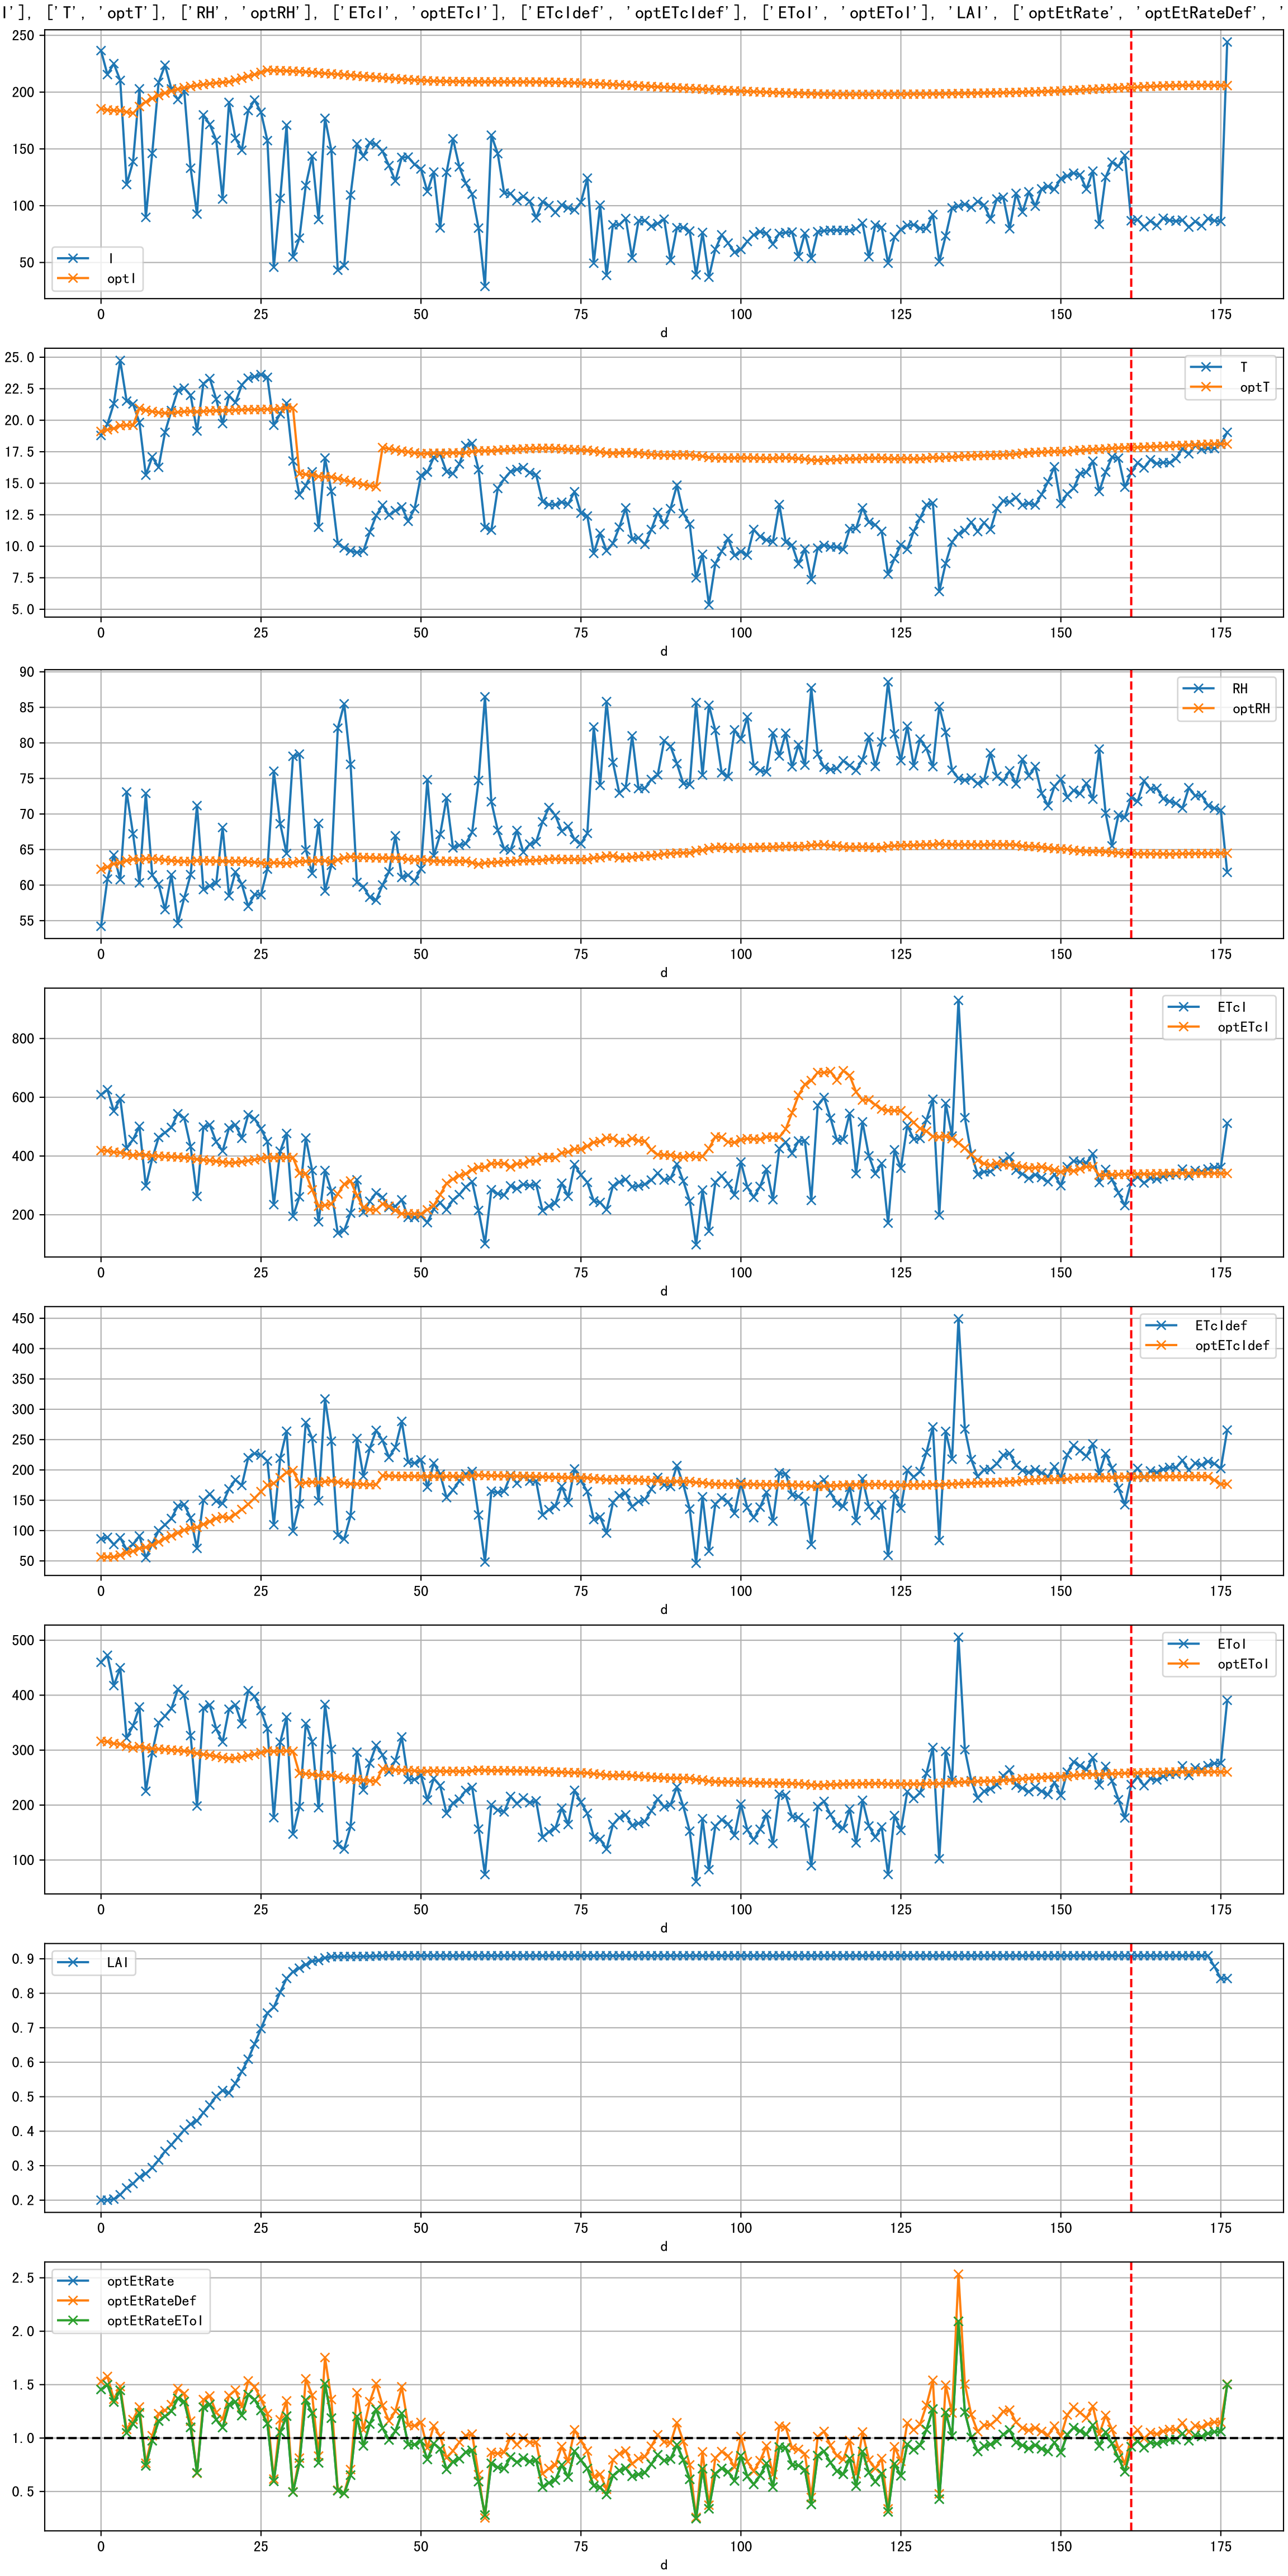 I'], ['T', 'optT'], ['RH', 'optRH'], ['ETcI', 'optETcI'], ['ETcIdef', 'optETcIdef'], ['EToI', 'optEToI'], 'LAI', ['optEtRate', 'optEtRateDef', '
250
200
150
100
50
I
optI
0 25 50 75 100 125 150 175
d
25.0
22.5
20.0
17.5
15.0
12.5
10.0
7.5
5.0
T
optT
0 25 50 75 100 125 150 175
d
90
85
80
75
70
65
60
55
RH
optRH
0 25 50 75 100 125 150 175
d
800
600
400
200
ETcI
optETcI
0 25 50 75 100 125 150 175
d
450
400
350
300
250
200
150
100
50
ETcIdef
optETcIdef
0 25 50 75 100 125 150 175
d
500
400
300
200
100
EToI
optEToI
0 25 50 75 100 125 150 175
d
0.9
0.8
0.7
0.6
0.5
0.4
0.3
0.2
LAI
0 25 50 75 100 125 150 175
d
2.5
2.0
1.5
1.0
0.5
optEtRate
optEtRateDef
optEtRateEToI
0 25 50 75 100 125 150 175
d